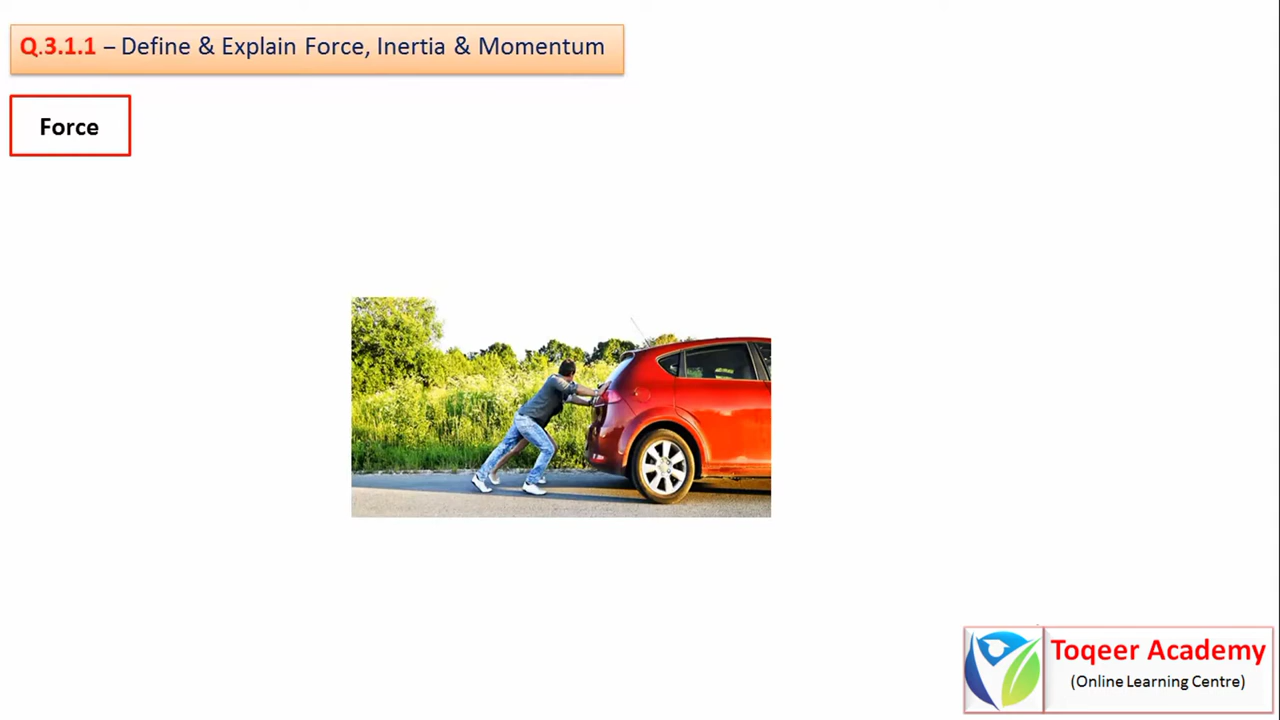 Q.3.1.1 – Define & Explain Force, Inertia & Momentum
Force
Toqeer Academy
(Online Learning Centre)